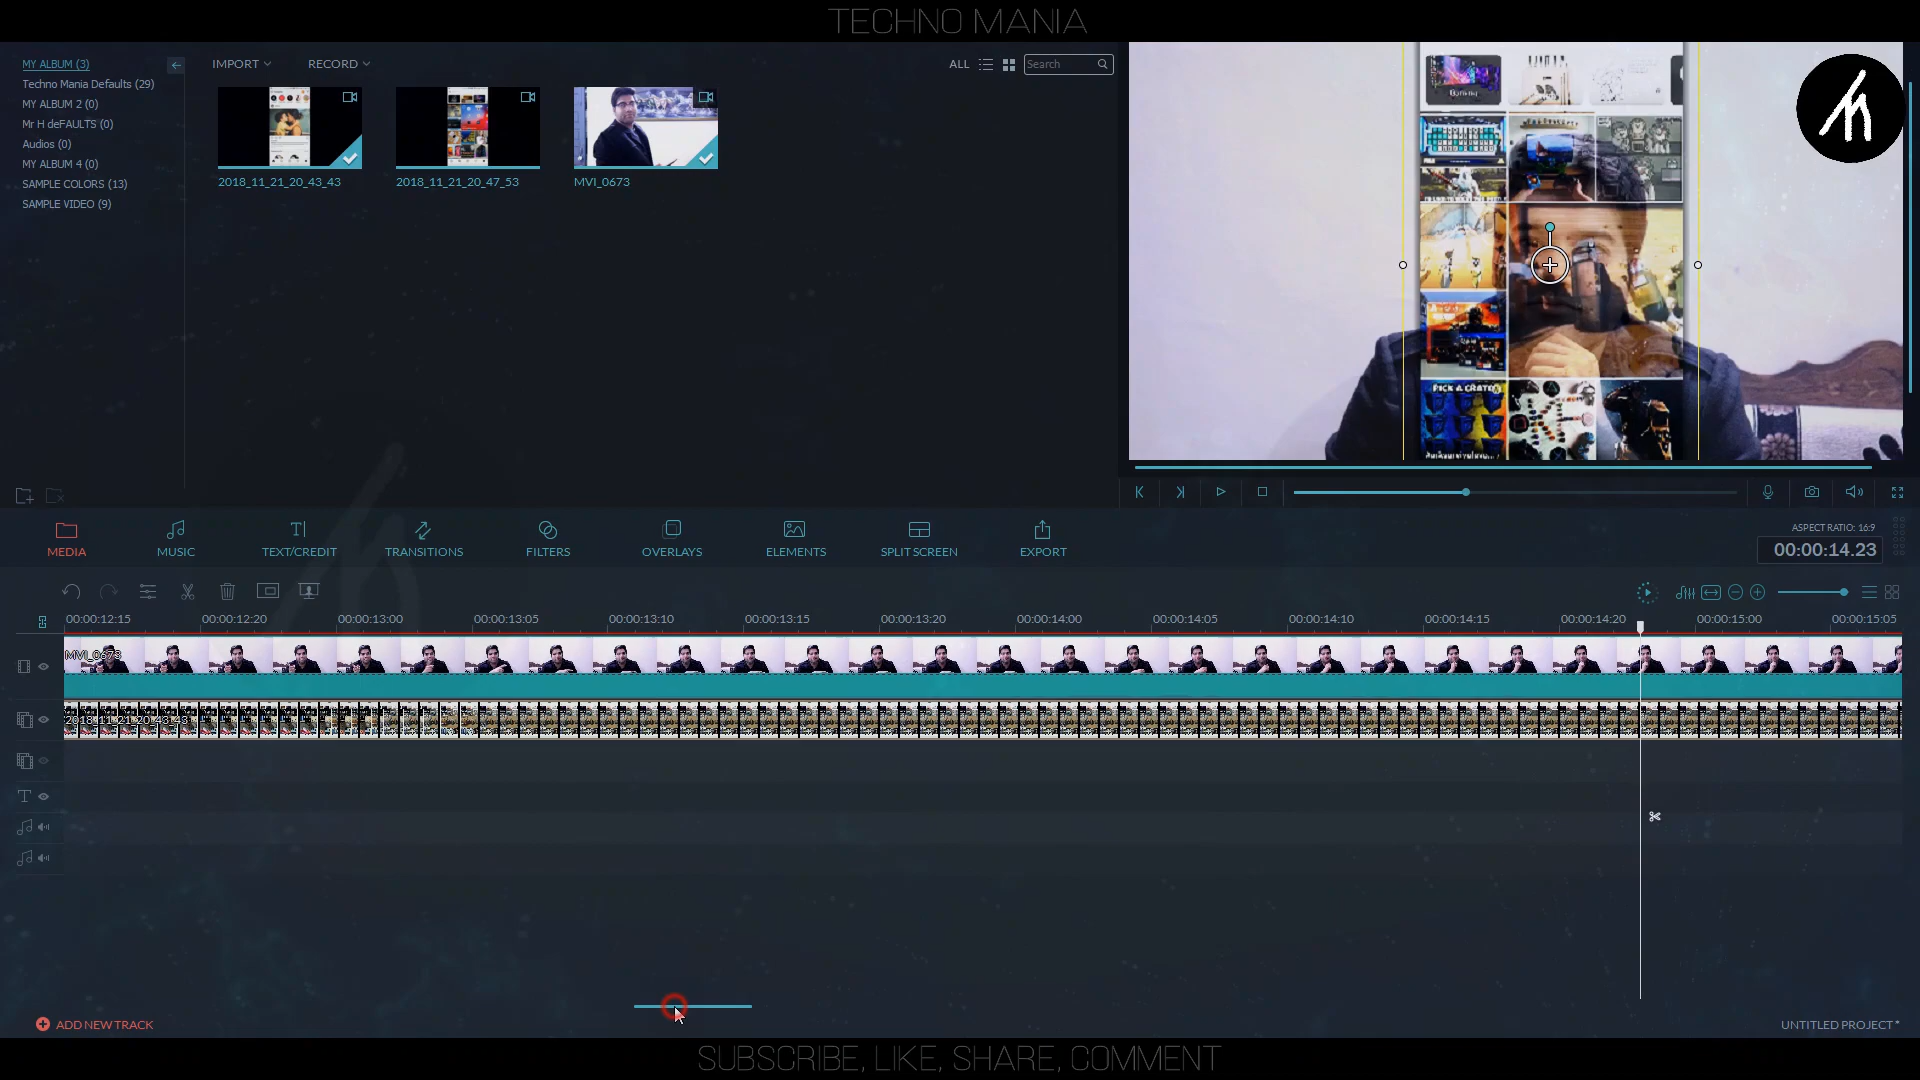 TECHNO MANIA
MY ALBUM (3)
Techno Mania Defaults (29)
MY ALBUM 2 (0)
Mr H deFAULTS (0)
Audios (0)
MY ALBUM 4 (0)
SAMPLE COLORS (13)
SAMPLE VIDEO (9)
IMPORT
RECORD
ALL
Search
2018_11_21_20_43_43
2018_11_21_20_47_53
MVI_0673
PICK A CRATE
MEDIA
MUSIC
TEXT/CREDIT
TRANSITIONS
FILTERS
OVERLAYS
ELEMENTS
SPLIT SCREEN
EXPORT
ASPECT RATIO: 16:9
00:00:14.23
00:00:12:15
00:00:12:20
00:00:13:00
00:00:13:05
00:00:13:10
00:00:13:15
00:00:13:20
00:00:14:00
00:00:14:05
00:00:14:10
00:00:14:15
00:00:14:20
00:00:15:00
00:00:15:05
MVI_0673
2018_11_21_20_43_43
ADD NEW TRACK
UNTITLED PROJECT*
SUBSCRIBE, LIKE, SHARE, COMMENT